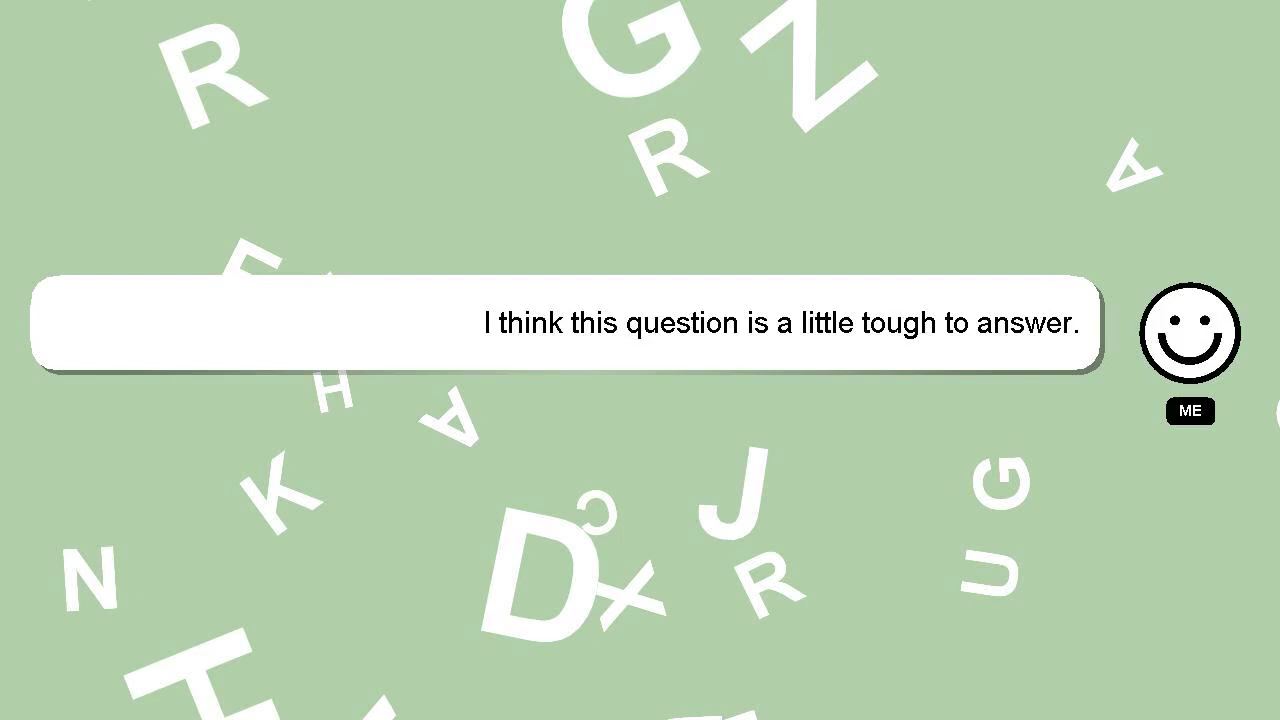 R
G
Z
R
A
I think this question is a little tough to answer.
ME
H
A
K
J
G
C
D
N
X
R
U